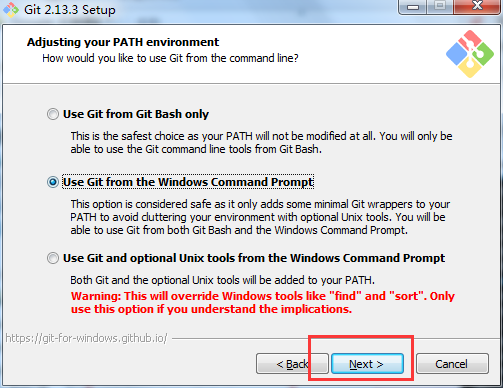 Git 2.13.3 Setup
Adjusting your PATH environment
How would you like to use Git from the command line?
Use Git from Git Bash only
This is the safest choice as your PATH will not be modified at all. You will only be
able to use the Git command line tools from Git Bash.
Use Git from the Windows Command Prompt
This option is considered safe as it only adds some minimal Git wrappers to your
PATH to avoid cluttering your environment with optional Unix tools. You will be
able to use Git from both Git Bash and the Windows Command Prompt.
Use Git and optional Unix tools from the Windows Command Prompt
Both Git and the optional Unix tools will be added to your PATH.
Warning: This will override Windows tools like "find" and "sort". Only
use this option if you understand the implications.
https://git-for-windows.github.io/
< Back Next > Cancel